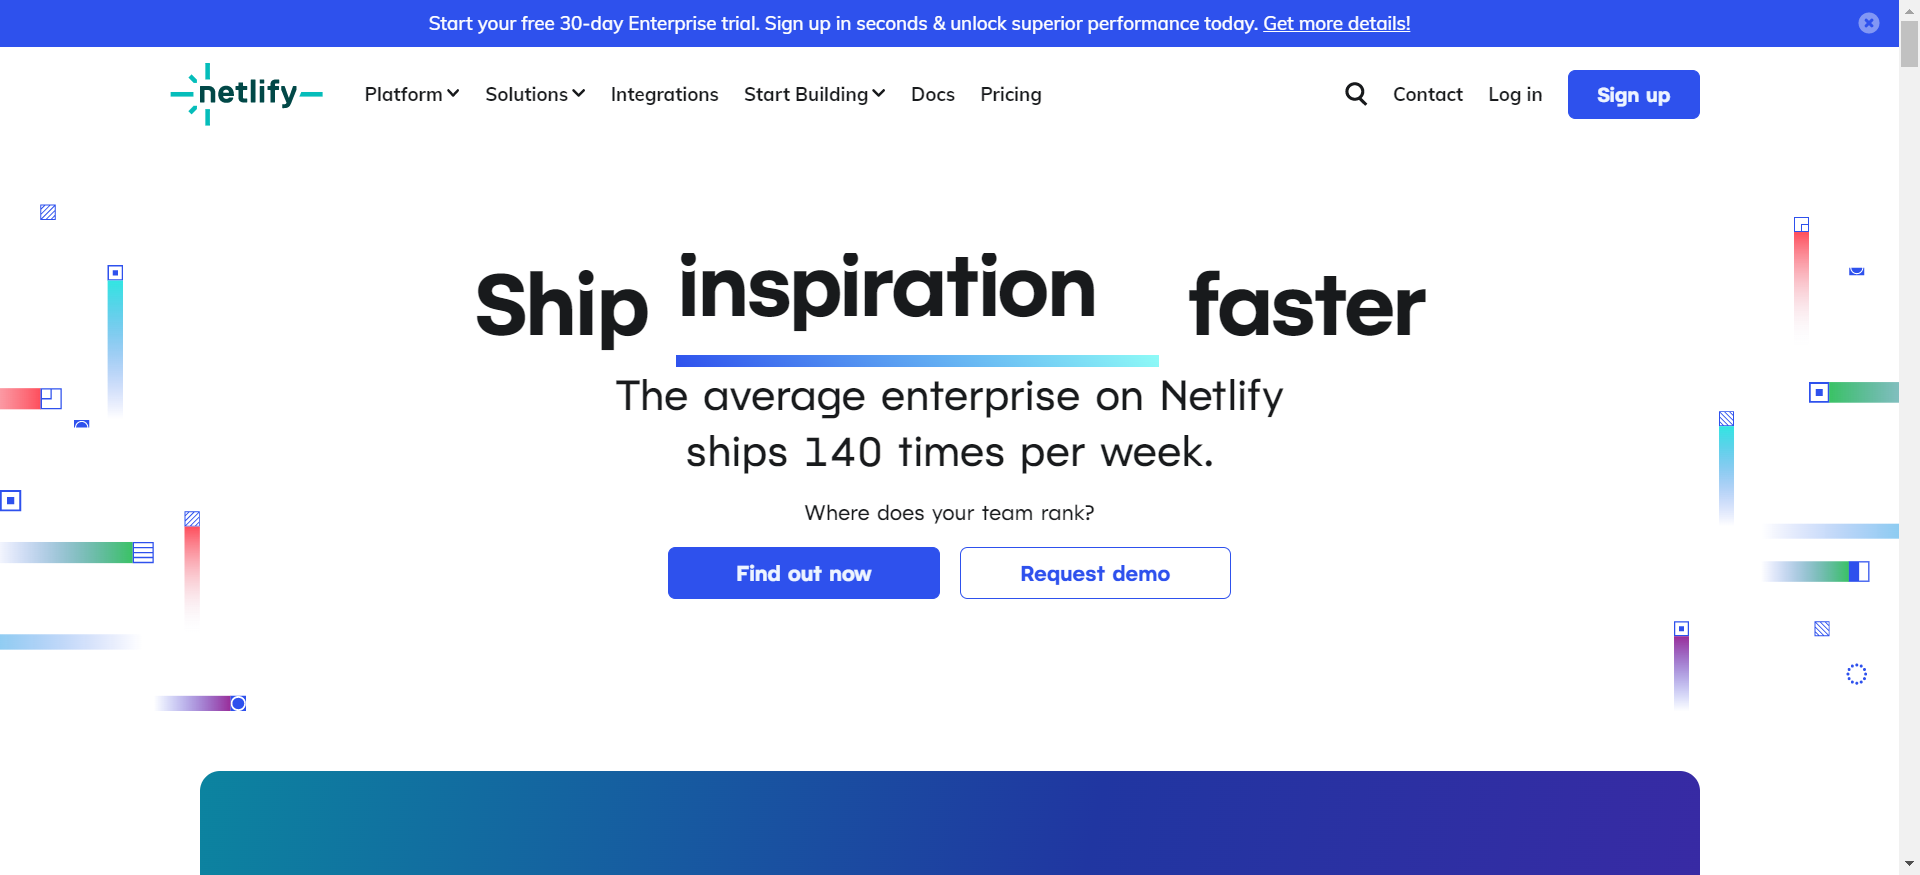 Start your free 30-day Enterprise trial. Sign up in seconds & unlock superior performance today. Get more details!
netlify
Platform Solutions Integrations Start Building Docs Pricing Contact Log in Sign up
Ship inspiration faster
The average enterprise on Netlify
ships 140 times per week.
Where does your team rank?
Find out now Request demo